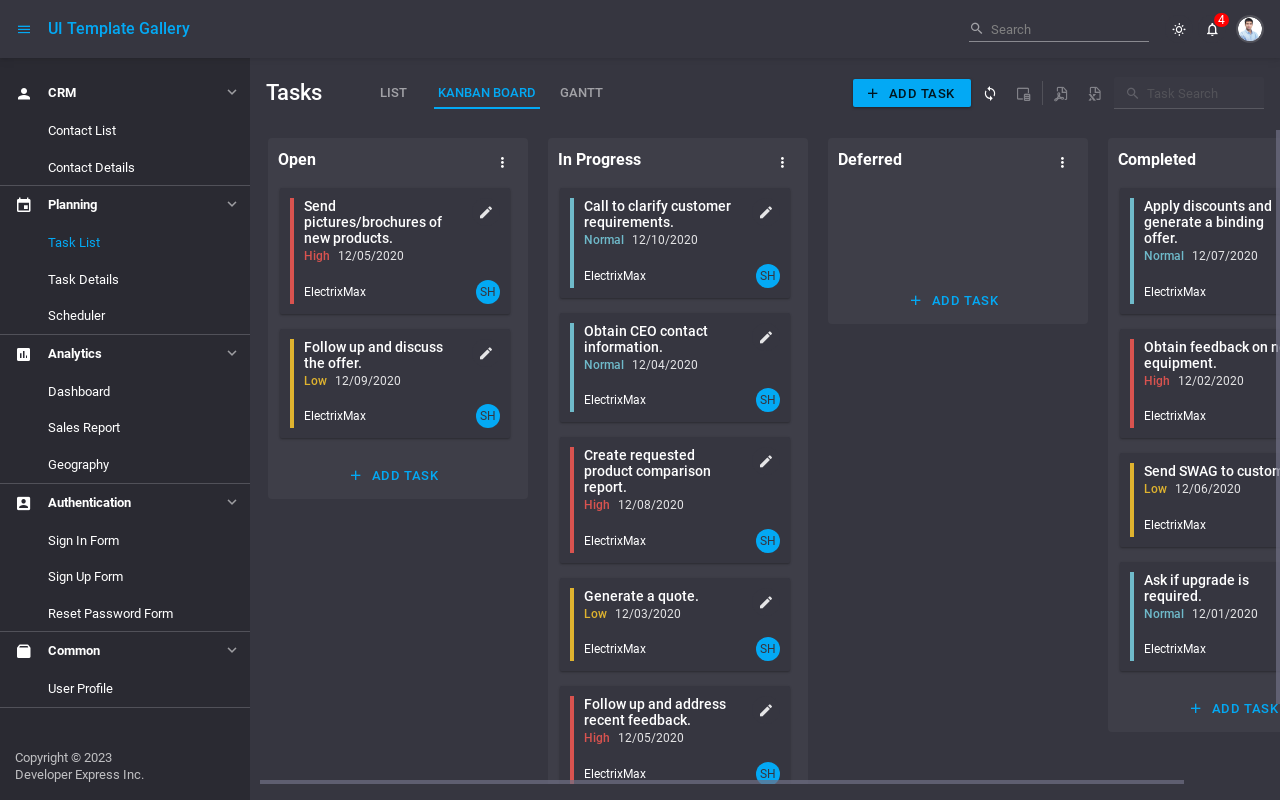 UI Template Gallery
Search
4
CRM
Contact List
Contact Details
Planning
Task List
Task Details
Scheduler
Analytics
Dashboard
Sales Report
Geography
Authentication
Sign In Form
Sign Up Form
Reset Password Form
Common
User Profile
Copyright © 2023
Developer Express Inc.
Tasks
LIST
KANBAN BOARD
GANTT
ADD TASK
Task Search
Open
Send
pictures/brochures of
new products.
High 12/05/2020
ElectrixMax
SH
Follow up and discuss
the offer.
Low 12/09/2020
ElectrixMax
SH
ADD TASK
In Progress
Call to clarify customer
requirements.
Normal 12/10/2020
ElectrixMax
SH
Obtain CEO contact
information.
Normal 12/04/2020
ElectrixMax
SH
Create requested
product comparison
report.
High 12/08/2020
ElectrixMax
SH
Generate a quote.
Low 12/03/2020
ElectrixMax
SH
Follow up and address
recent feedback.
High 12/05/2020
ElectrixMax
SH
Deferred
ADD TASK
Completed
Apply discounts and
generate a binding
offer.
Normal 12/07/2020
ElectrixMax
Obtain feedback on
equipment.
High 12/02/2020
ElectrixMax
Send SWAG to
Low 12/06/2020
ElectrixMax
Ask if upgrade is
required.
Normal 12/01/2020
ElectrixMax
ADD TASK